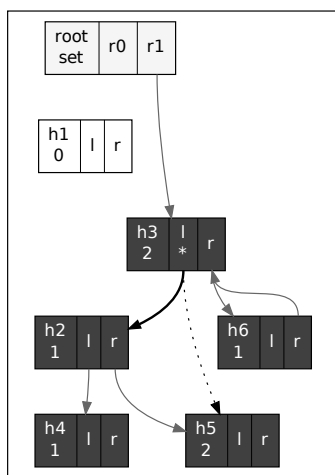 root set r0 r1
h1 0 l r
h3 2 l * r
h2 1 l r
h6 1 l r
h4 1 l r
h5 2 l r